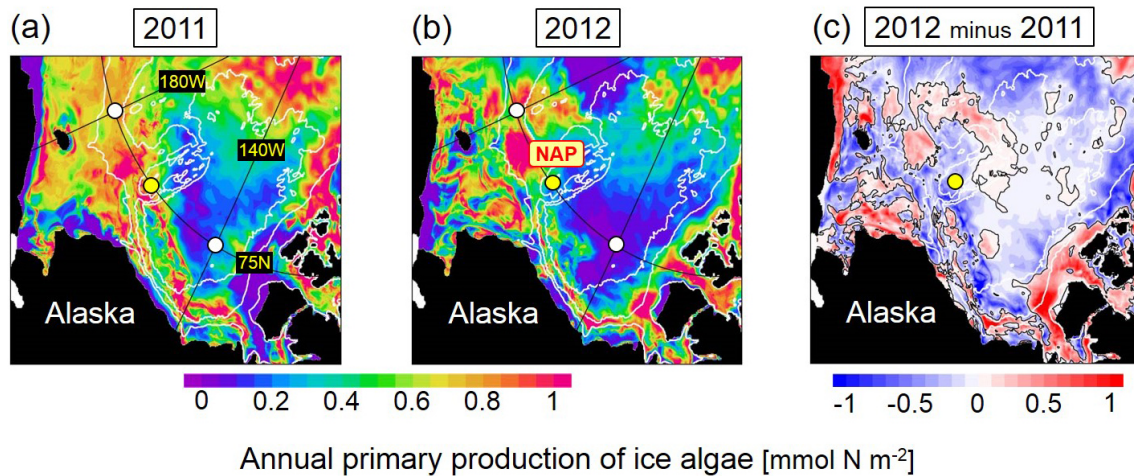 (a) 2011
(b) 2012
(c) 2012 minus 2011
180W
140W
75N
NAP
Alaska
Alaska
Alaska
0 0.2 0.4 0.6 0.8 1
-1 -0.5 0 0.5 1
Annual primary production of ice algae [mmol N m⁻²]